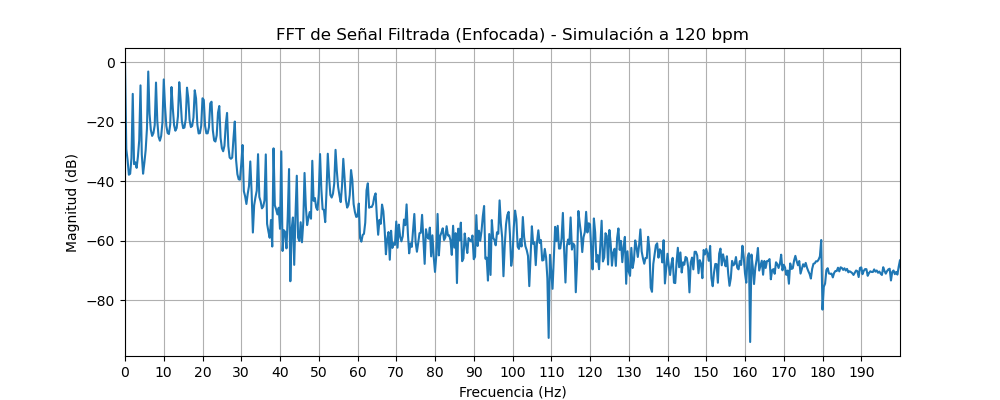 FFT de Señal Filtrada (Enfocada) - Simulación a 120 bpm
Magnitud (dB)
0
−20
−40
−60
−80
0 10 20 30 40 50 60 70 80 90 100 110 120 130 140 150 160 170 180 190
Frecuencia (Hz)